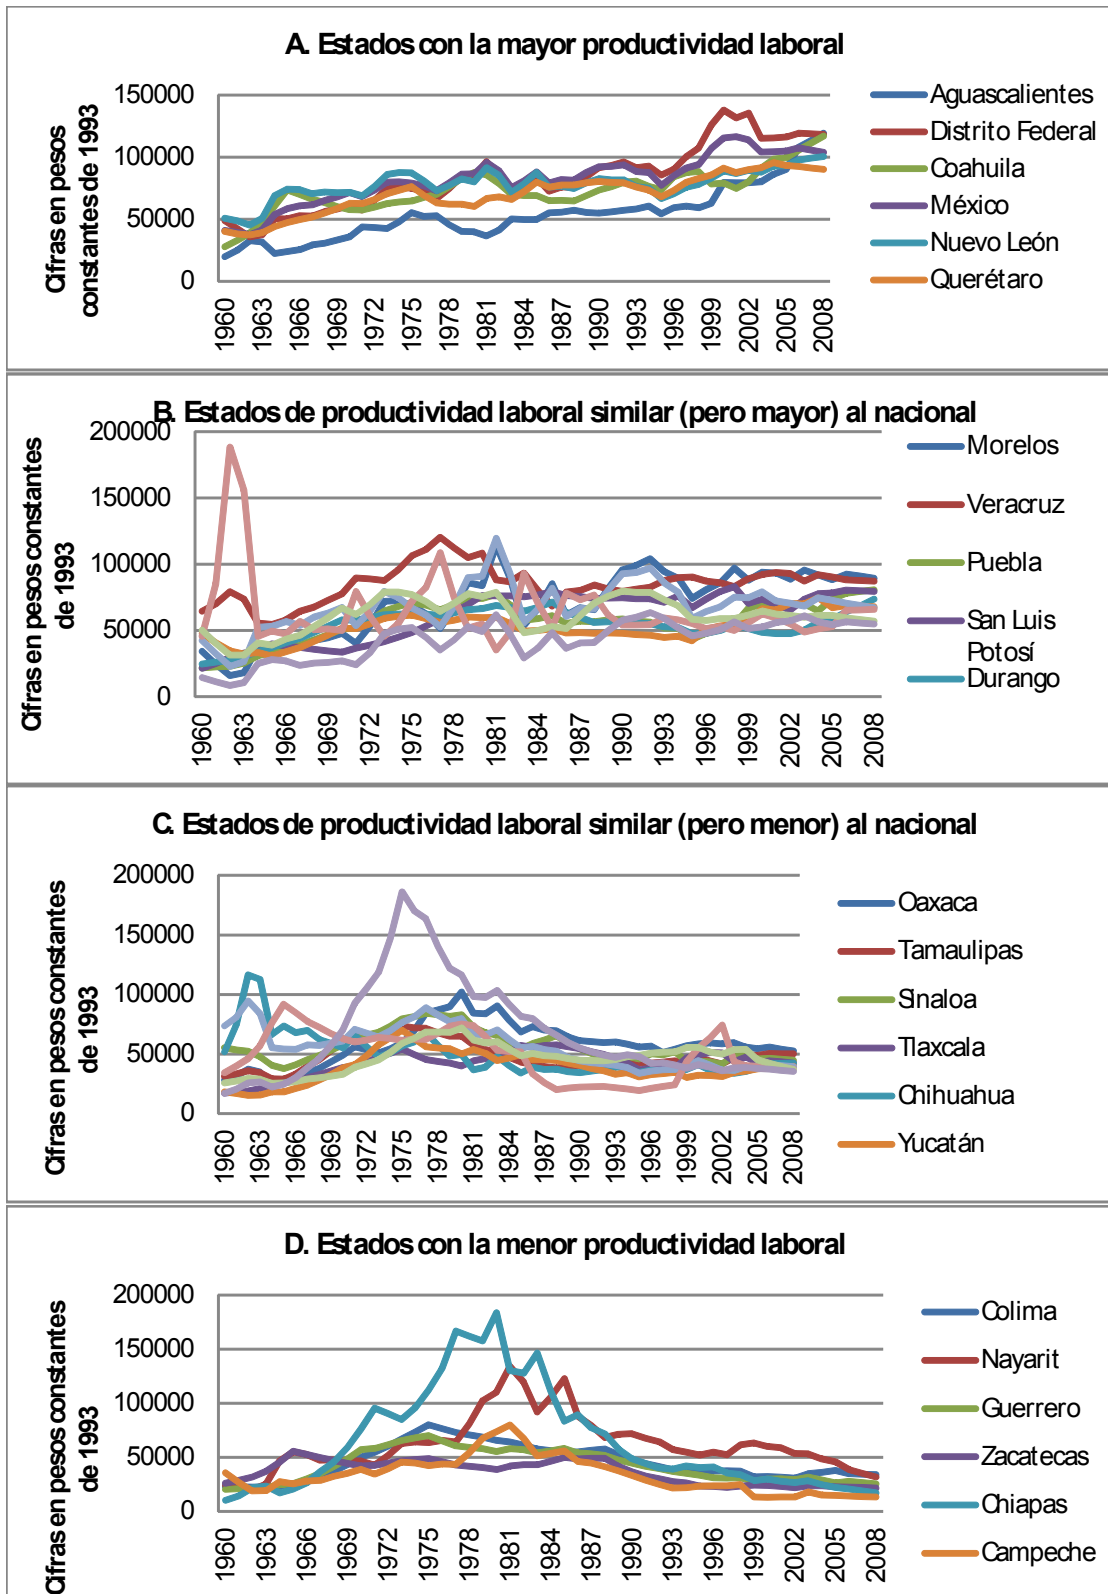 A. Estados con la mayor productividad laboral
Cifras en pesos
constantes de 1993
150000
100000
50000
0
1960 1963 1966 1969 1972 1975 1978 1981 1984 1987 1990 1993 1996 1999 2002 2005 2008
Aguascalientes
Distrito Federal
Coahuila
México
Nuevo León
Querétaro
B. Estados de productividad laboral similar (pero mayor) al nacional
Cifras en pesos constantes
de 1993
200000
150000
100000
50000
0
1960 1963 1966 1969 1972 1975 1978 1981 1984 1987 1990 1993 1996 1999 2002 2005 2008
Morelos
Veracruz
Puebla
San Luis
Potosí
Durango
C. Estados de productividad laboral similar (pero menor) al nacional
Cifras en pesos constantes
de 1993
200000
150000
100000
50000
0
1960 1963 1966 1969 1972 1975 1978 1981 1984 1987 1990 1993 1996 1999 2002 2005 2008
Oaxaca
Tamaulipas
Sinaloa
Tlaxcala
Chihuahua
Yucatán
D. Estados con la menor productividad laboral
Cifras en pesos constantes
de 1993
200000
150000
100000
50000
0
1960 1963 1966 1969 1972 1975 1978 1981 1984 1987 1990 1993 1996 1999 2002 2005 2008
Colima
Nayarit
Guerrero
Zacatecas
Chiapas
Campeche